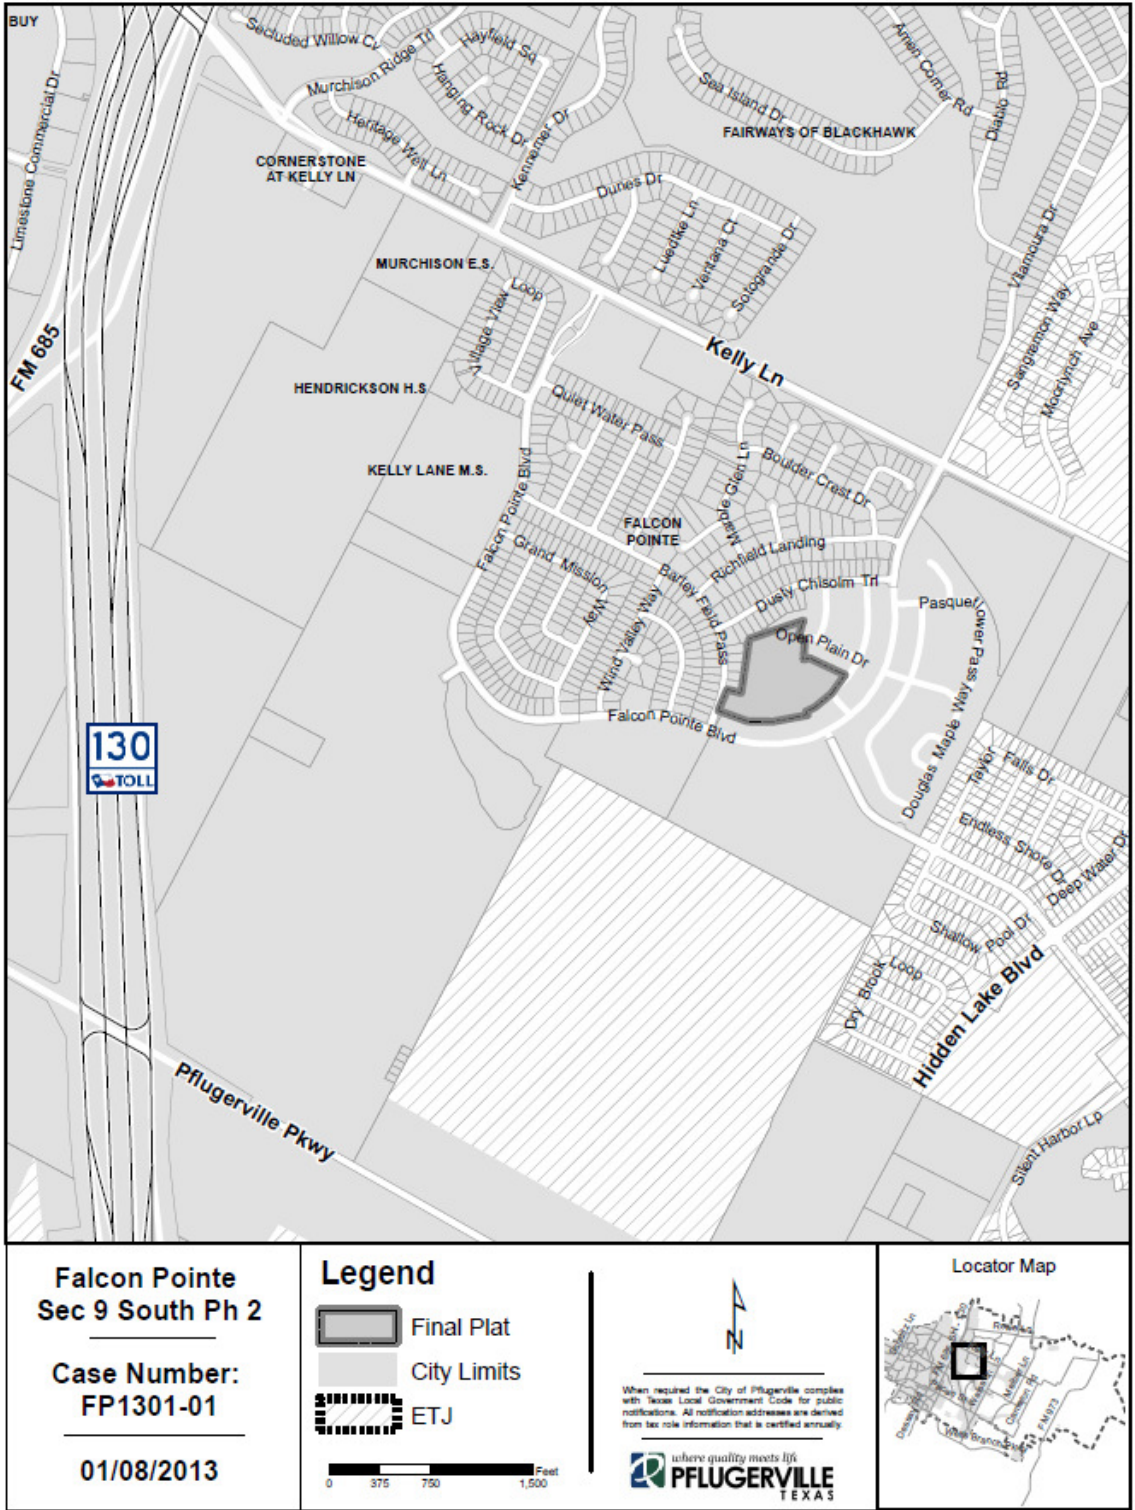 BUY
Secluded Willow Cv
Hayfield Sq
Murchison Ridge Trl
Hanging Rock Dr
Limestone Commercial Dr
Heritage Well Ln
Kennemer Dr
Sea Island Dr
Amen Corner Rd
Diablo Rd
FAIRWAYS OF BLACKHAWK
CORNERSTONE
AT KELLY LN
Dunes Dr
Luedtke Ln
Ventana Ct
Sotogrande Dr
Vilamoura Dr
MURCHISON E.S.
Village View Loop
Sangremon Way
Moorlynch Ave
FM 685
Kelly Ln
HENDRICKSON H.S
Quiet Water Pass
KELLY LANE M.S.
Falcon Pointe Blvd
Marble Glen Ln
Boulder Crest Dr
FALCON
POINTE
Grand Mission Way
Richfield Landing
Barley Field Pass
Dusty Chisolm Trl
Wind Valley Way
Pasqueflower Pass
Open Plain Dr
Falcon Pointe Blvd
Douglas Maple Way
130
TOLL
Taylor Falls Dr
Endless Shore Dr
Deep Water Dr
Shallow Pool Dr
Dry Brook Loop
Hidden Lake Blvd
Pflugerville Pkwy
Silent Harbor Lp
Falcon Pointe
Sec 9 South Ph 2
Case Number:
FP1301-01
01/08/2013
Legend
Final Plat
City Limits
ETJ
Feet
0 375 750 1,500
N
When required the City of Pflugerville complies
with Texas Local Government Code for public
notifications. All notification addresses are derived
from tax role information that is certified annually.
where quality meets life
PFLUGERVILLE
TEXAS
Locator Map
FM 973